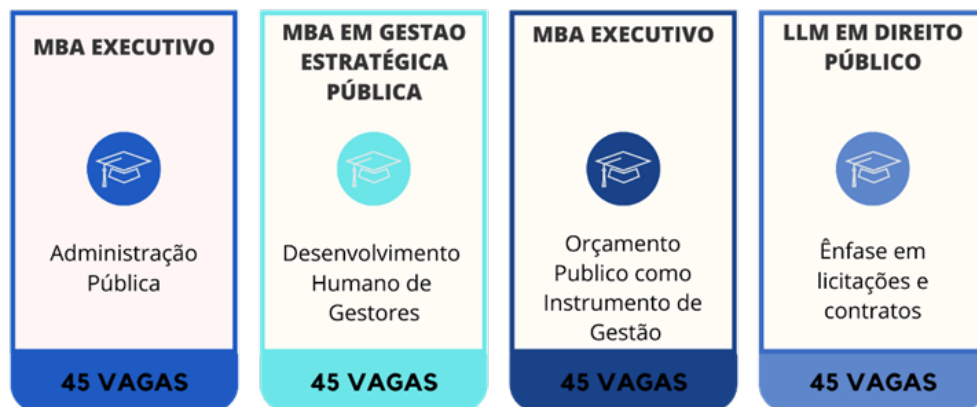 MBA EXECUTIVO
Administração
Pública
45 VAGAS
MBA EM GESTAO
ESTRATÉGICA
PÚBLICA
Desenvolvimento
Humano de
Gestores
45 VAGAS
MBA EXECUTIVO
Orçamento
Publico como
Instrumento de
Gestão
45 VAGAS
LLM EM DIREITO
PÚBLICO
Ênfase em
licitações e
contratos
45 VAGAS